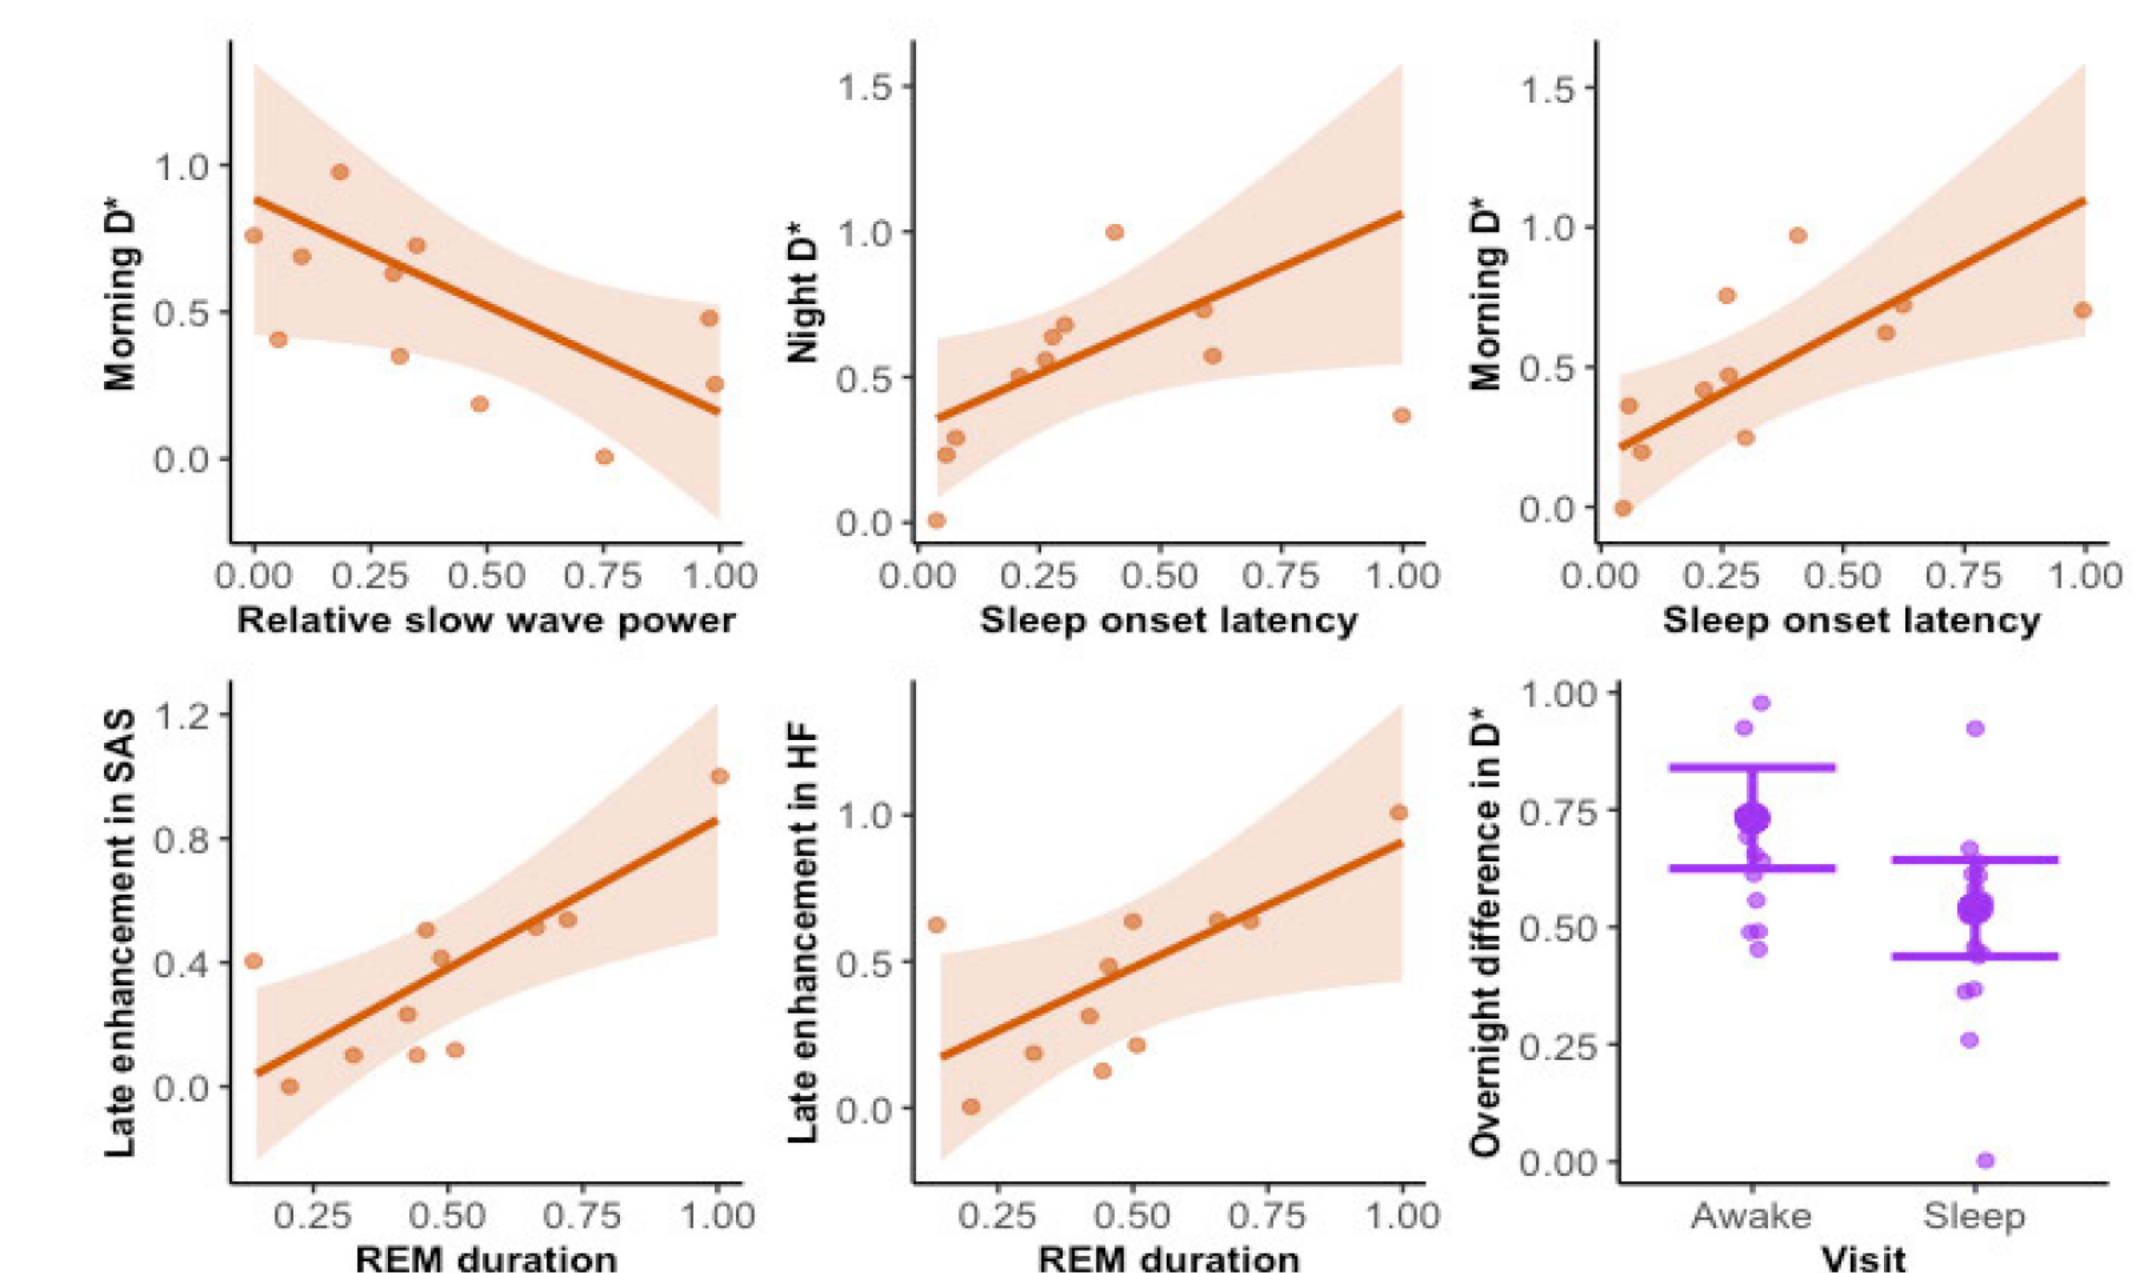 Morning D*
1.0
0.5
0.0
0.00 0.25 0.50 0.75 1.00
Relative slow wave power
Night D*
1.5
1.0
0.5
0.0
0.00 0.25 0.50 0.75 1.00
Sleep onset latency
Morning D*
1.5
1.0
0.5
0.0
0.00 0.25 0.50 0.75 1.00
Sleep onset latency
Late enhancement in SAS
1.2
0.8
0.4
0.0
0.25 0.50 0.75 1.00
REM duration
Late enhancement in HF
1.0
0.5
0.0
0.25 0.50 0.75 1.00
REM duration
Overnight difference in D*
1.00
0.75
0.50
0.25
0.00
Awake Sleep
Visit